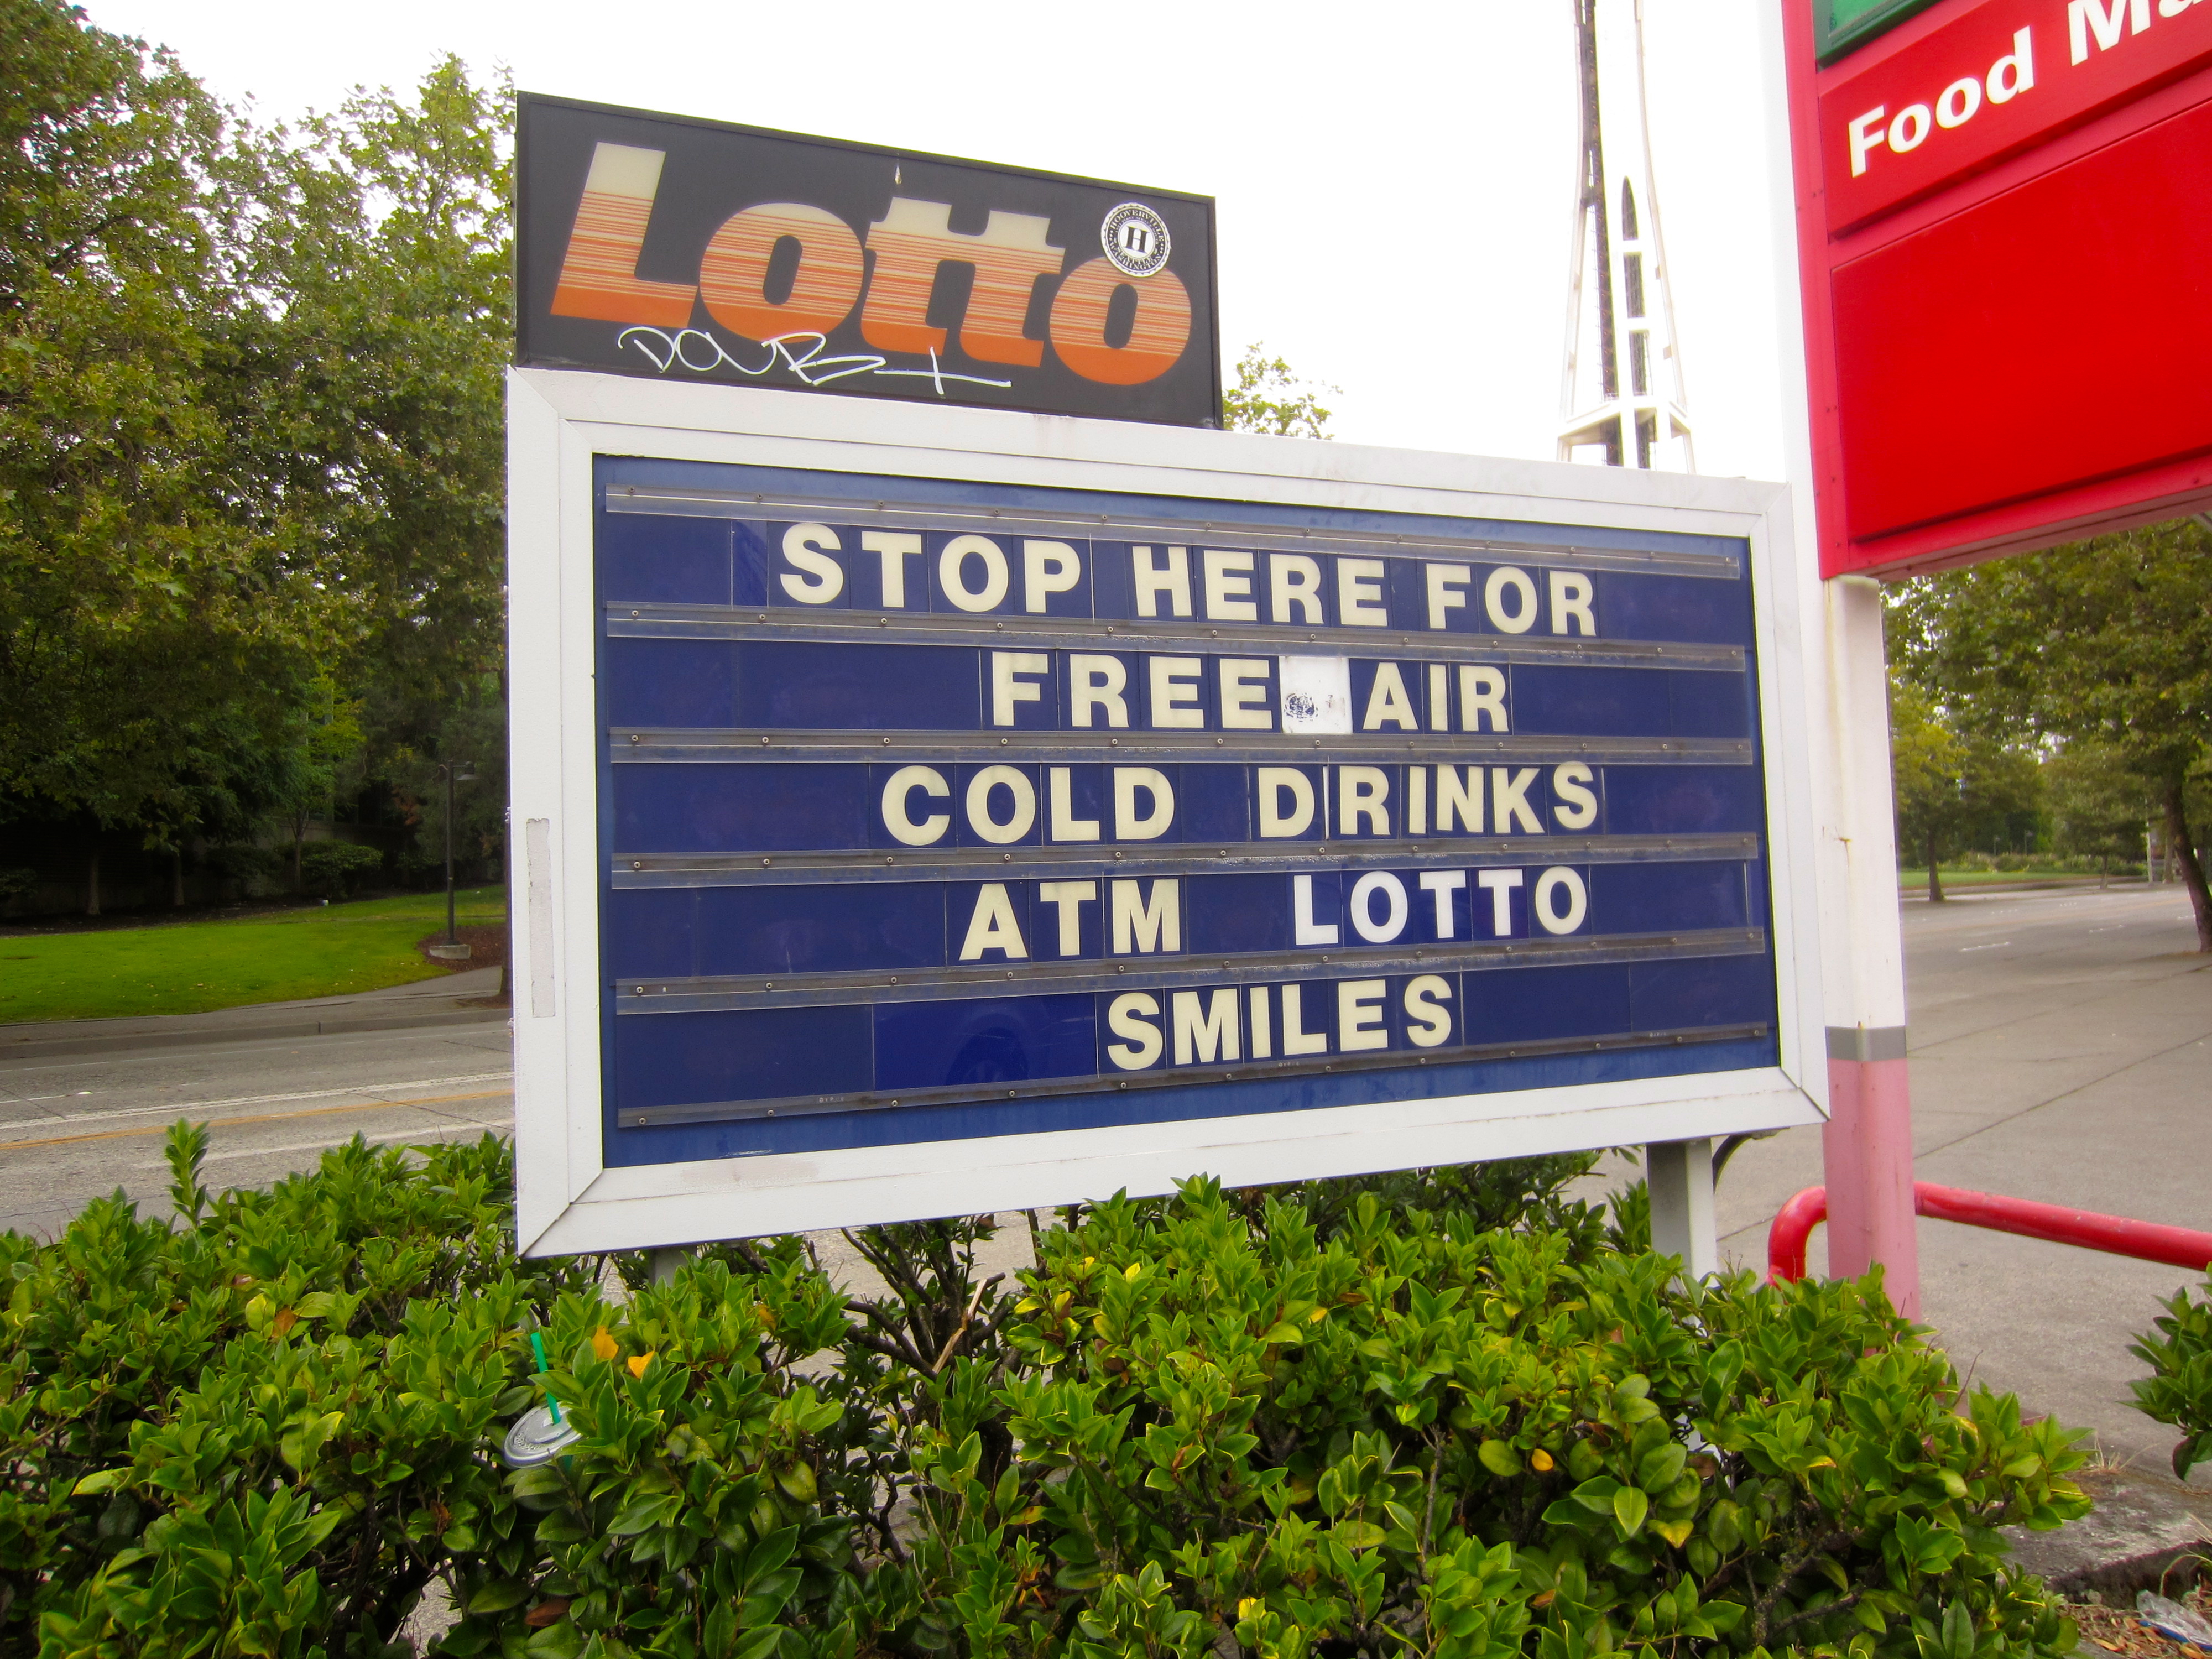 Lotto
H
STOP HERE FOR
FREE AIR
COLD DRINKS
ATM LOTTO
SMILES
Food